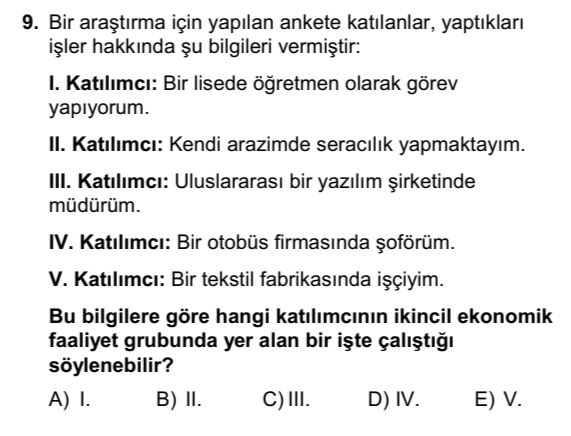 9. Bir araştırma için yapılan ankete katılanlar, yaptıkları
işler hakkında şu bilgileri vermiştir:
I. Katılımcı: Bir lisede öğretmen olarak görev
yapıyorum.
II. Katılımcı: Kendi arazimde seracılık yapmaktayım.
III. Katılımcı: Uluslararası bir yazılım şirketinde
müdürüm.
IV. Katılımcı: Bir otobüs firmasında şoförüm.
V. Katılımcı: Bir tekstil fabrikasında işçiyim.
Bu bilgilere göre hangi katılımcının ikincil ekonomik
faaliyet grubunda yer alan bir işte çalıştığı
söylenebilir?
A) I. B) II. C) III. D) IV. E) V.